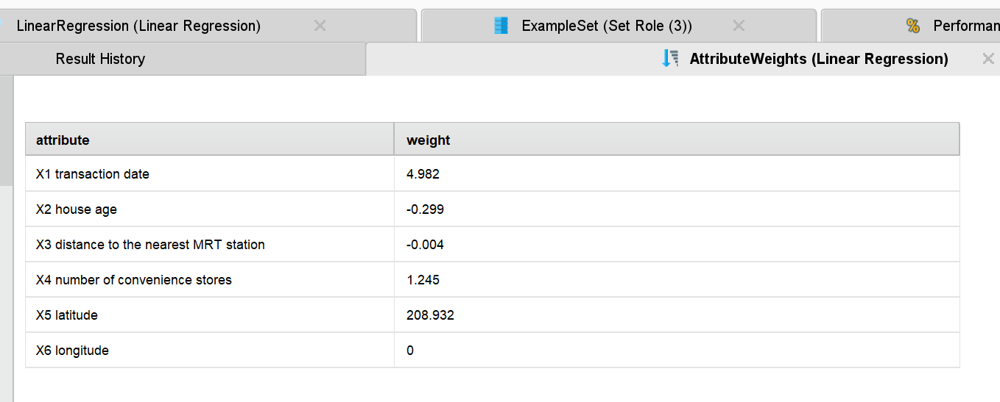 LinearRegression (Linear Regression) ExampleSet (Set Role (3)) % Performan
Result History AttributeWeights (Linear Regression)
attribute weight
X1 transaction date 4.982
X2 house age -0.299
X3 distance to the nearest MRT station -0.004
X4 number of convenience stores 1.245
X5 latitude 208.932
X6 longitude 0